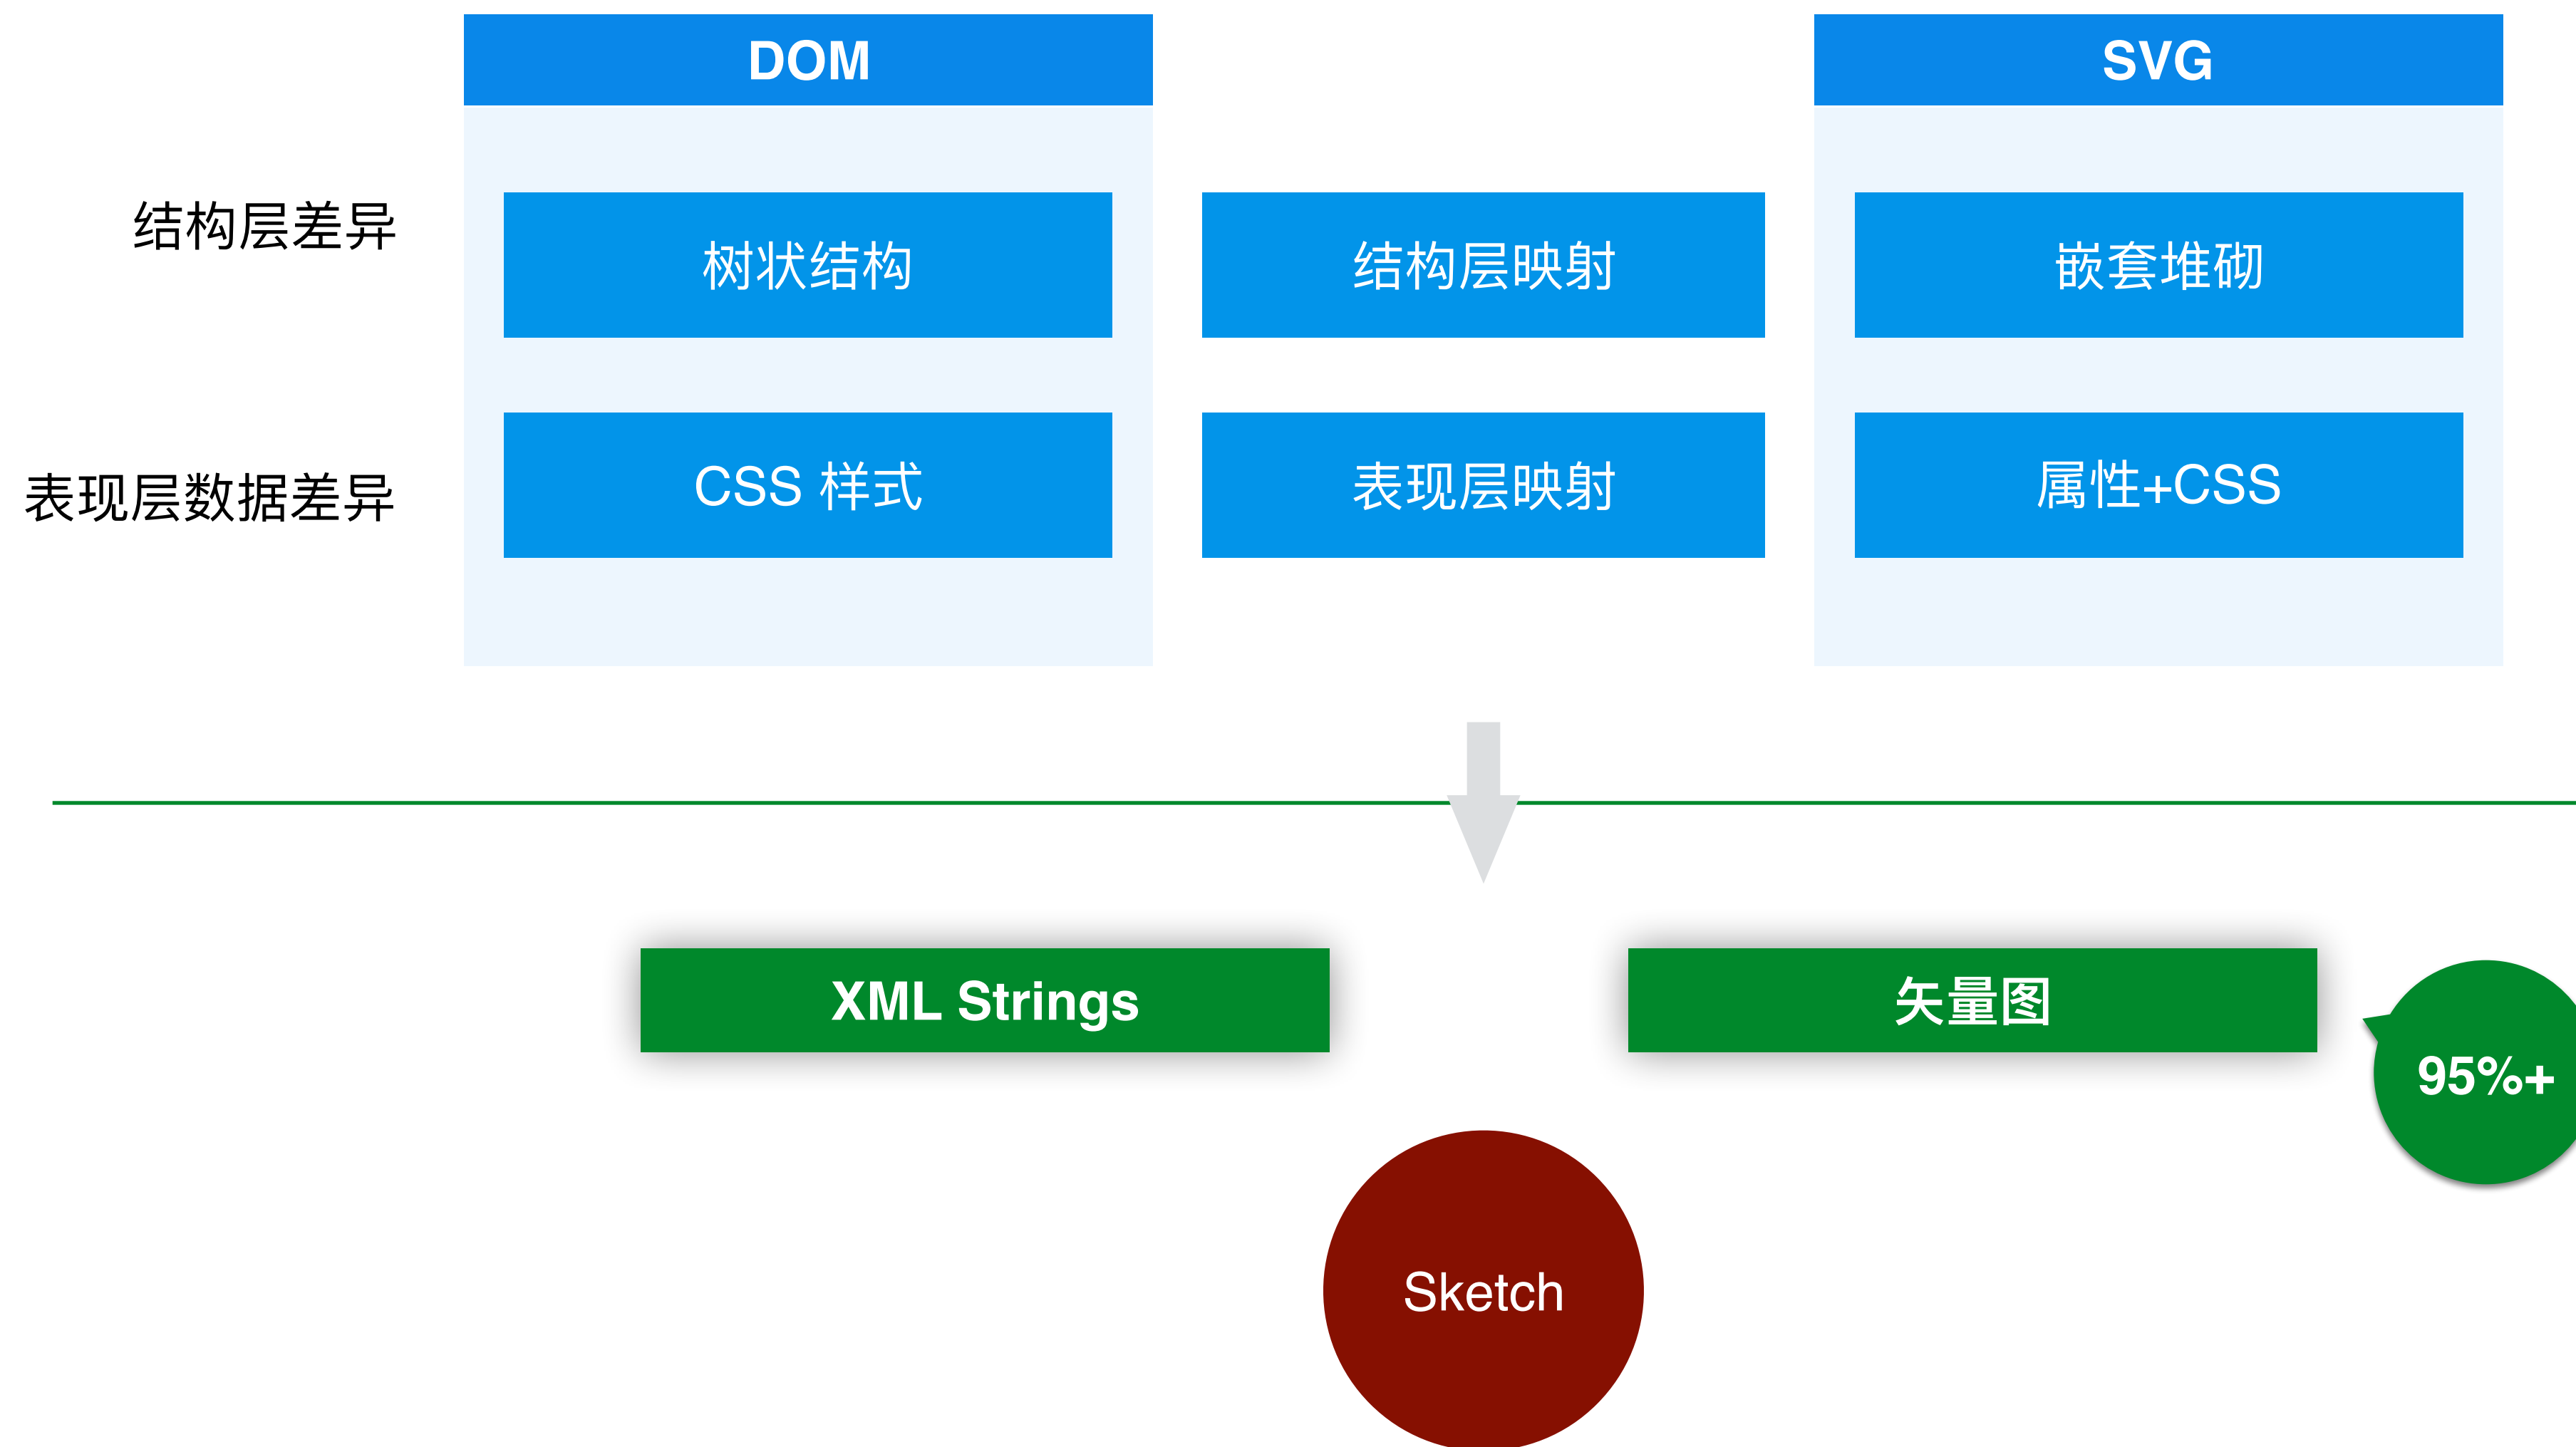 DOM
SVG
结构层差异
树状结构
结构层映射
嵌套堆砌
表现层数据差异
CSS 样式
表现层映射
属性+CSS
XML Strings
矢量图
95%+
Sketch